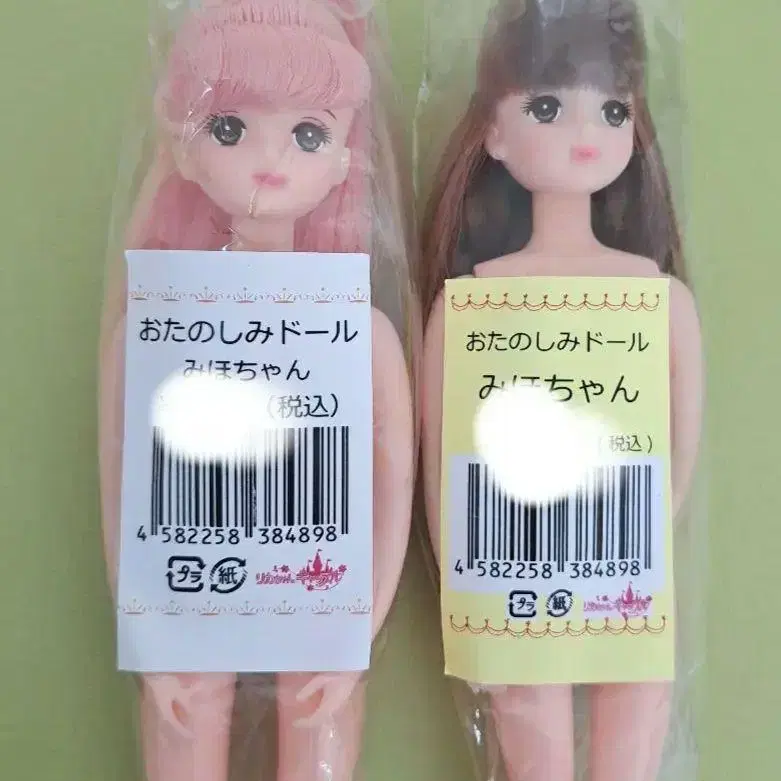 おたのしみドール
みほちゃん
(税込)
4 582258 384898
プラ 紙 リカちゃんキャッスル
おたのしみドール
みほちゃん
(税込)
4 582258 384898
プラ 紙 リカちゃんキャッスル